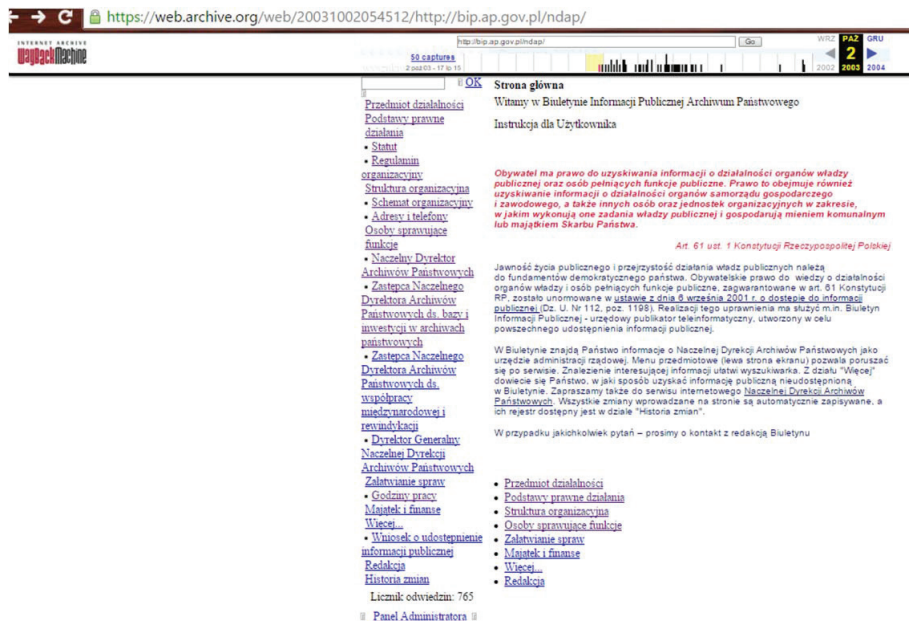 https://web.archive.org/web/20031002054512/http://bip.ap.gov.pl/ndap/
INTERNET ARCHIVE
WayBackMachine
http://bip.ap.gov.pl/ndap/
Go
WRZ PAŹ GRU
50 captures
2
2 paź 03 - 17 lip 15
2002 2003 2004
OK
Przedmiot działalności
Podstawy prawne
działania
• Statut
• Regulamin
organizacyjny
Struktura organizacyjna
• Schemat organizacyjny
• Adresy i telefony
Osoby sprawujące
funkcje
• Naczelny Dyrektor
Archiwów Państwowych
• Zastępca Naczelnego
Dyrektora Archiwów
Państwowych ds. bazy i
inwestycji w archiwach
państwowych
• Zastępca Naczelnego
Dyrektora Archiwów
Państwowych ds.
współpracy
międzynarodowej i
rewindykacji
• Dyrektor Generalny
Naczelnej Dyrekcji
Archiwów Państwowych
Załatwianie spraw
• Godziny pracy
Majątek i finanse
Więcej...
• Wniosek o udostępnienie
informacji publicznej
Redakcja
Historia zmian
Licznik odwiedzin: 765
Panel Administratora
Strona główna
Witamy w Biuletynie Informacji Publicznej Archiwum Państwowego
Instrukcja dla Użytkownika
Obywatel ma prawo do uzyskiwania informacji o działalności organów władzy
publicznej oraz osób pełniących funkcje publiczne. Prawo to obejmuje również
uzyskiwanie informacji o działalności organów samorządu gospodarczego
i zawodowego, a także innych osób oraz jednostek organizacyjnych w zakresie,
w jakim wykonują one zadania władzy publicznej i gospodarują mieniem komunalnym
lub majątkiem Skarbu Państwa.
Art. 61 ust. 1 Konstytucji Rzeczypospolitej Polskiej
Jawność życia publicznego i przejrzystość działania władz publicznych należą
do fundamentów demokratycznego państwa. Obywatelskie prawo do wiedzy o działalności
organów władzy i osób pełniących funkcje publiczne, zagwarantowane w art. 61 Konstytucji
RP, zostało unormowane w ustawie z dnia 6 września 2001 r. o dostępie do informacji
publicznej (Dz. U. Nr 112, poz. 1198). Realizacji tego uprawnienia ma służyć m.in. Biuletyn
Informacji Publicznej - urzędowy publikator teleinformatyczny, utworzony w celu
powszechnego udostępnienia informacji publicznej.
W Biuletynie znajdą Państwo informacje o Naczelnej Dyrekcji Archiwów Państwowych jako
urzędzie administracji rządowej. Menu przedmiotowe (lewa strona ekranu) pozwala poruszać
się po serwisie. Znalezienie interesującej informacji ułatwi wyszukiwarka. Z działu "Więcej"
dowiecie się Państwo, w jaki sposób uzyskać informację publiczną nieudostępnioną
w Biuletynie. Zapraszamy także do serwisu internetowego Naczelnej Dyrekcji Archiwów
Państwowych. Wszystkie zmiany wprowadzane na stronie są automatycznie zapisywane, a
ich rejestr dostępny jest w dziale "Historia zmian".
W przypadku jakichkolwiek pytań – prosimy o kontakt z redakcją Biuletynu
• Przedmiot działalności
• Podstawy prawne działania
• Struktura organizacyjna
• Osoby sprawujące funkcje
• Załatwianie spraw
• Majątek i finanse
• Więcej...
• Redakcja